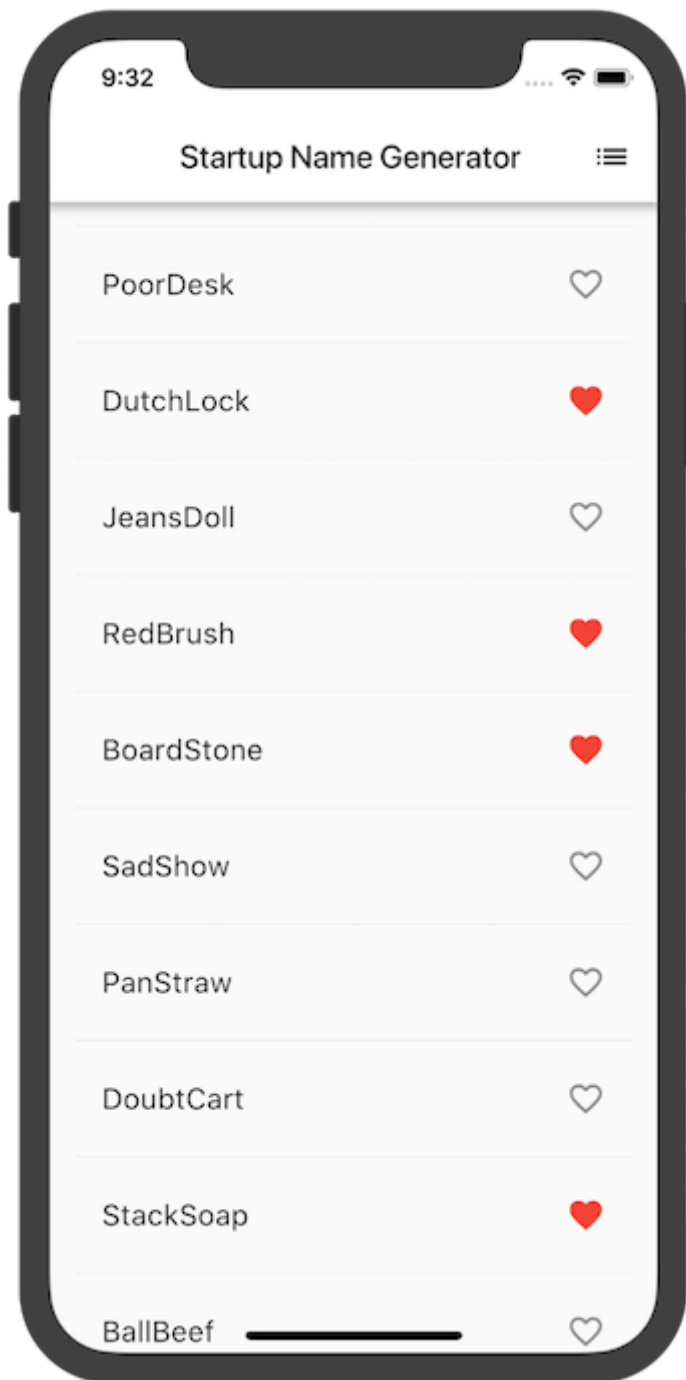 9:32
Startup Name Generator
PoorDesk
DutchLock
JeansDoll
RedBrush
BoardStone
SadShow
PanStraw
DoubtCart
StackSoap
BallBeef